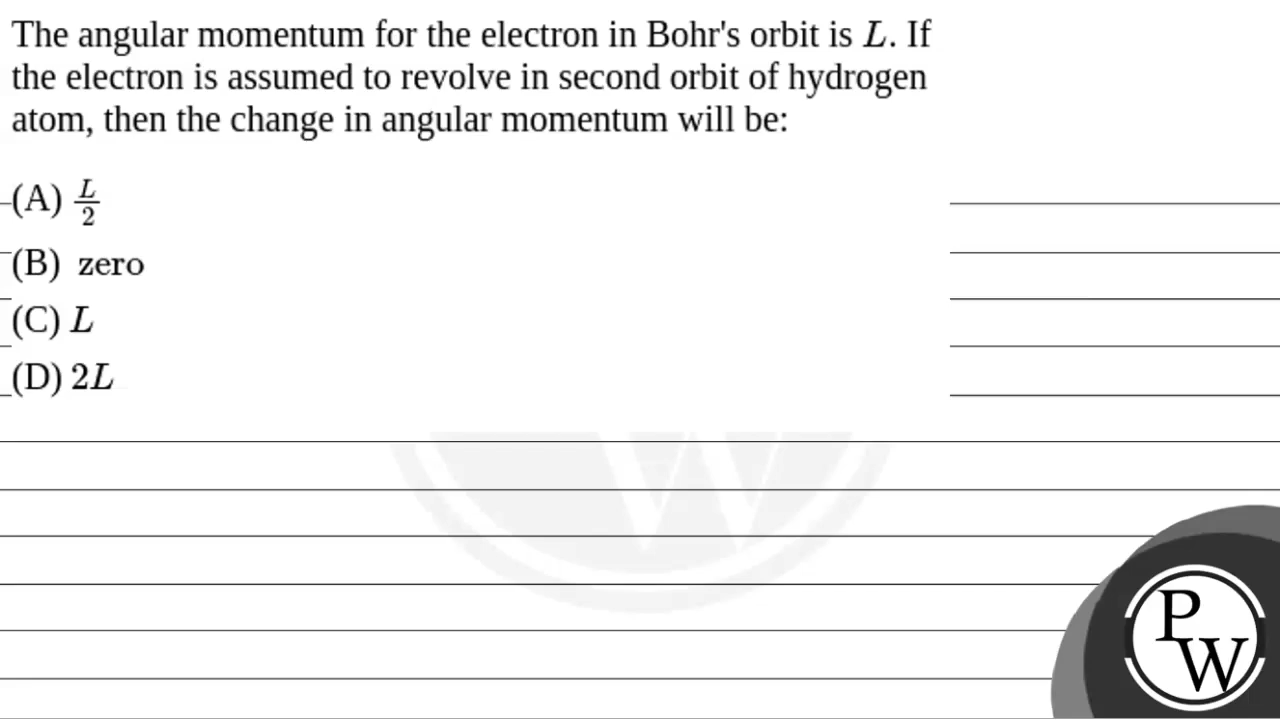 The angular momentum for the electron in Bohr's orbit is L. If
the electron is assumed to revolve in second orbit of hydrogen
atom, then the change in angular momentum will be:
(A) L/2
(B) zero
(C) L
(D) 2L
W
PW